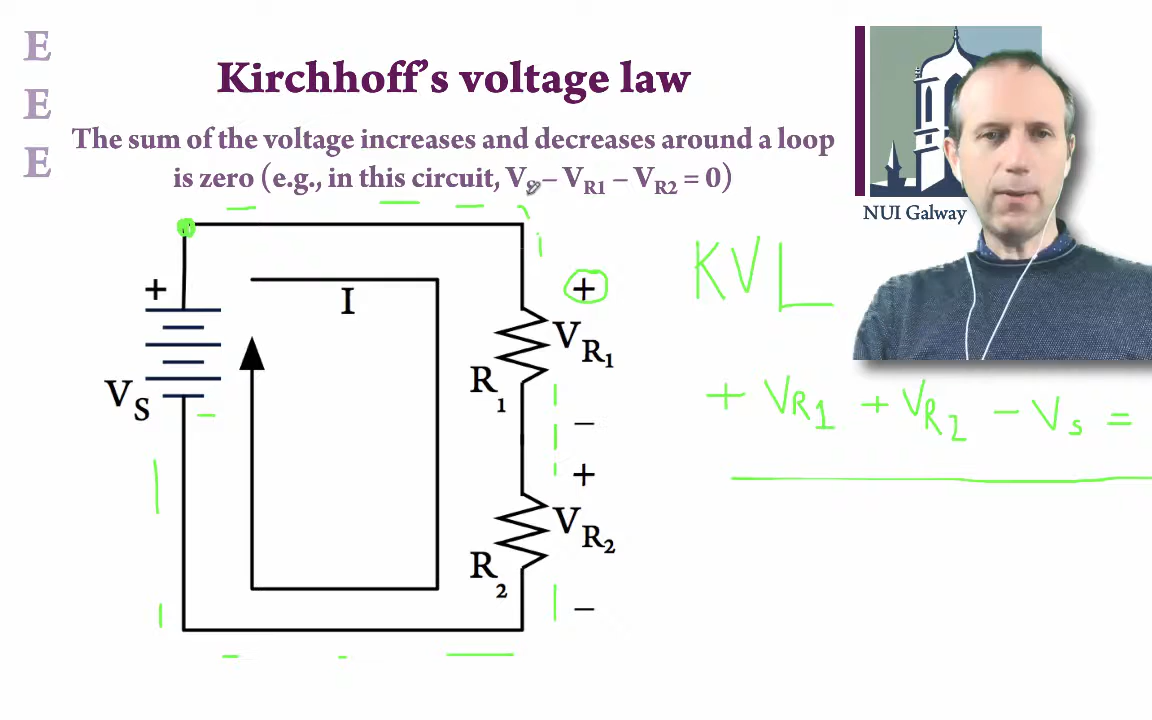 E
E
E
Kirchhoff's voltage law
The sum of the voltage increases and decreases around a loop
is zero (e.g., in this circuit, VS – VR1 – VR2 = 0)
NUI Galway
KVL
+
I
+
VR1
R1
–
VS
–
+ VR1 + VR2 – Vs =
+
VR2
R2
–